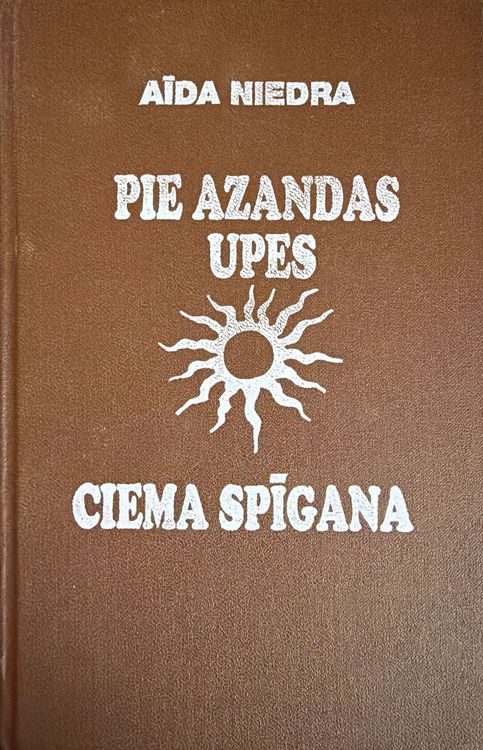 AĪDA NIEDRA
PIE AZANDAS
UPES
CIEMA SPĪGANA